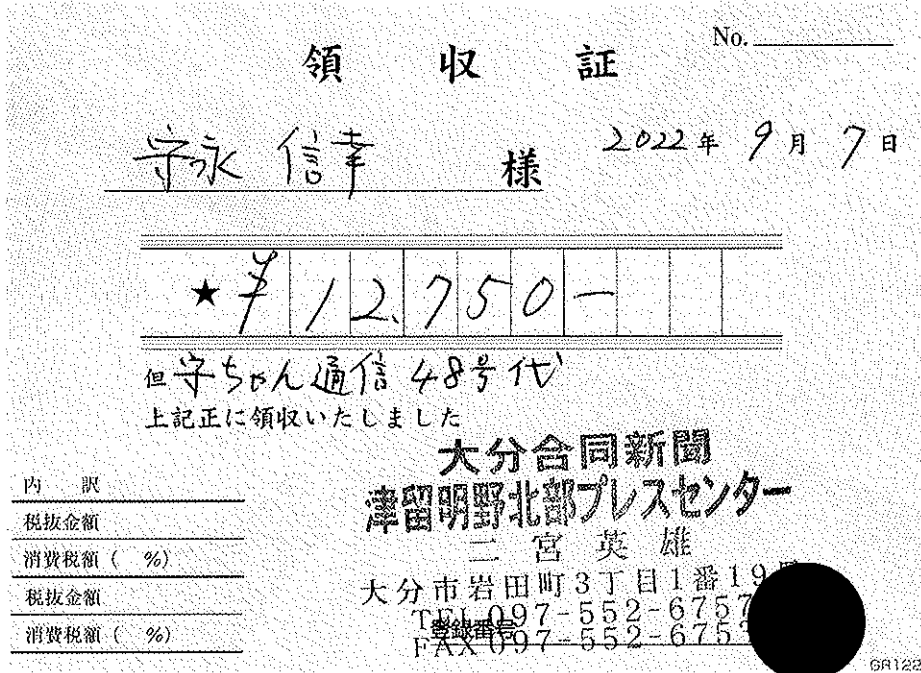 No.
領収証
守永 信幸 様
2022年 9月 7日
★ ¥12,750-
但 守ちゃん通信 48号代
上記正に領収いたしました
大分合同新聞
津留明野北部プレスセンター
二宮英雄
大分市岩田町3丁目1番19
TEL 097-552-6757
FAX 097-552-675
登録番号
内訳
税抜金額
消費税額( %)
税抜金額
消費税額( %)
GR122